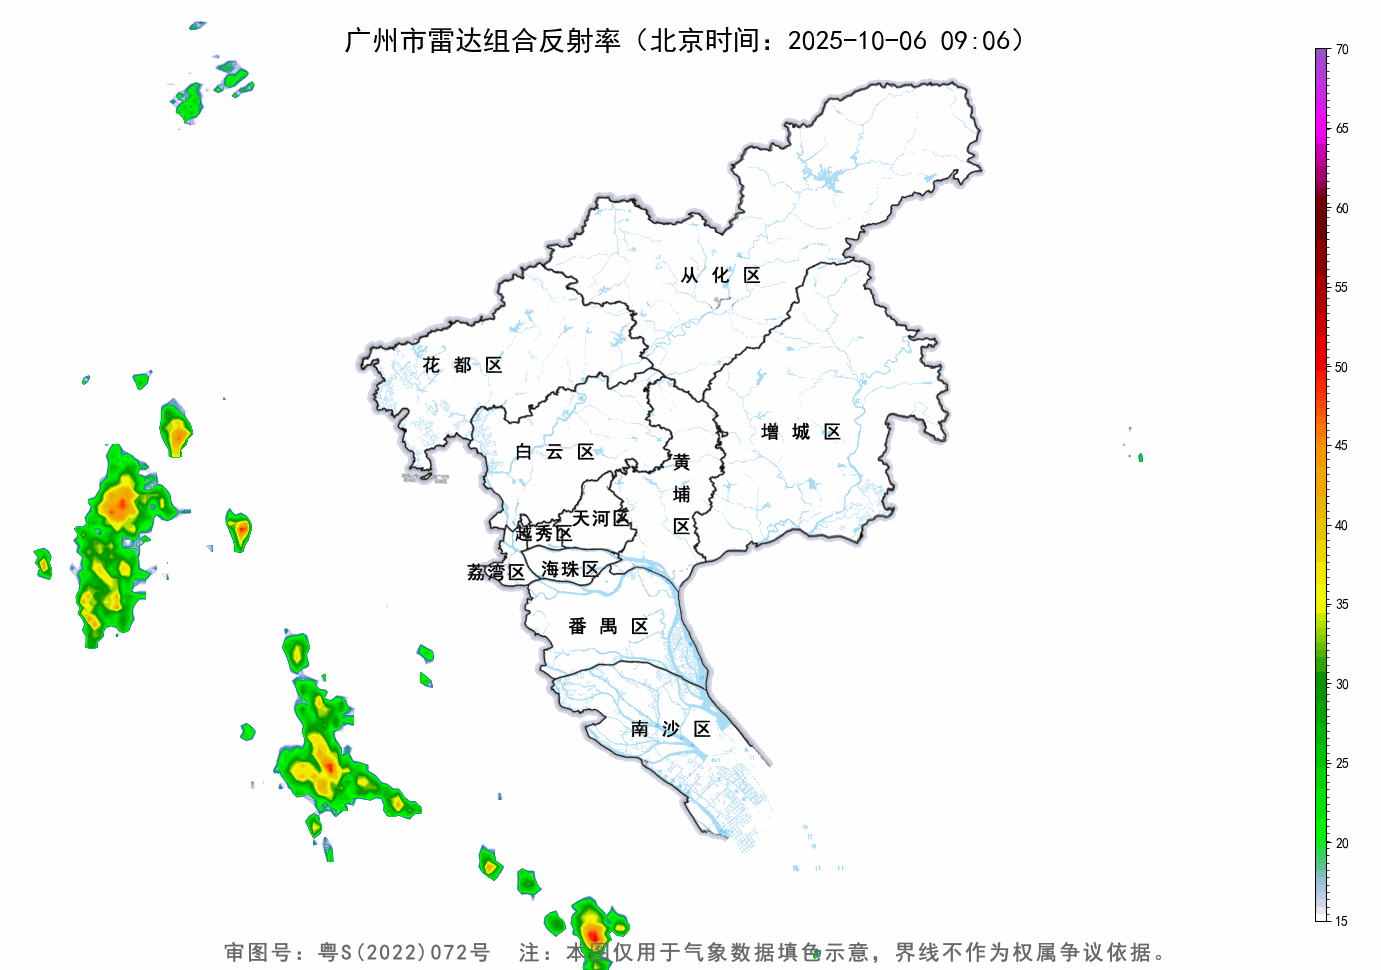 广州市雷达组合反射率（北京时间：2025-10-06 09:06）
70
65
60
55
50
45
40
35
30
25
20
15
从化区
花都区
增城区
白云区
黄埔区
天河区
越秀区
荔湾区
海珠区
番禺区
南沙区
审图号：粤S(2022)072号 注：本图仅用于气象数据填色示意，界线不作为权属争议依据。